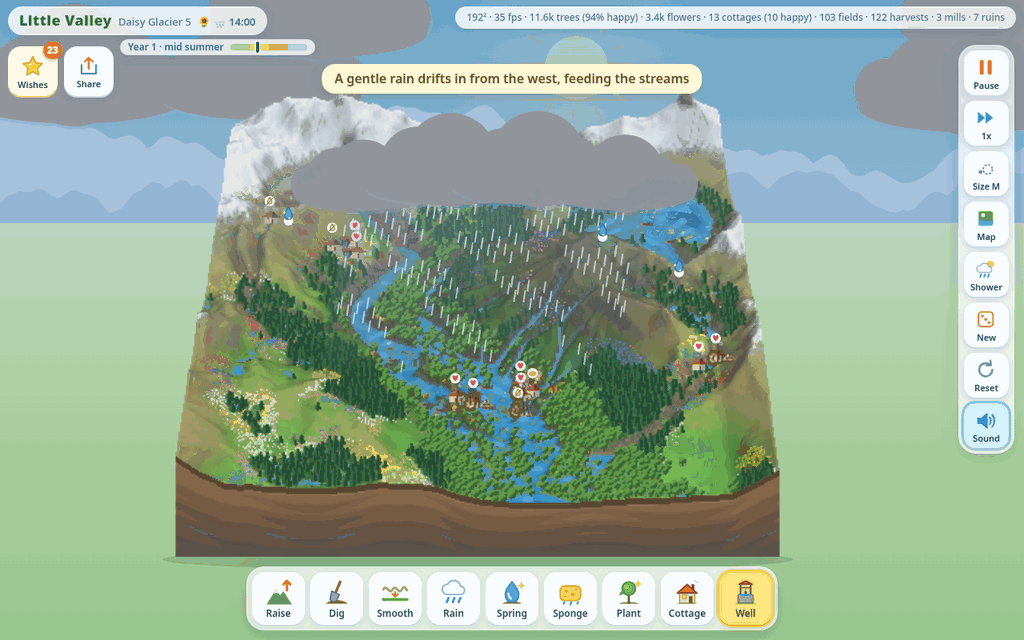 Little Valley Daisy Glacier 5 14:00
192² · 35 fps · 11.6k trees (94% happy) · 3.4k flowers · 13 cottages (10 happy) · 103 fields · 122 harvests · 3 mills · 7 ruins
Year 1 · mid summer
23
Wishes
Share
A gentle rain drifts in from the west, feeding the streams
Pause
1x
Size M
Map
Shower
New
Reset
Sound
Raise
Dig
Smooth
Rain
Spring
Sponge
Plant
Cottage
Well